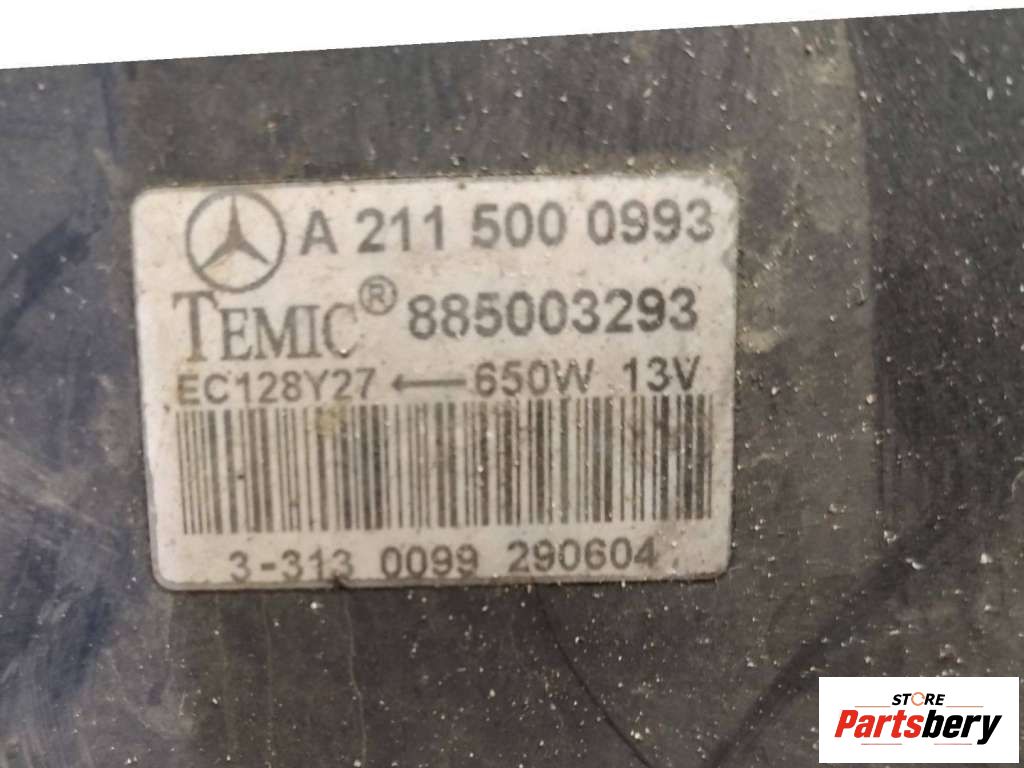 A 211 500 0993
TEMIC® 885003293
EC128Y27 ← 650W 13V
3-313 0099 290604
STORE
Partsbery